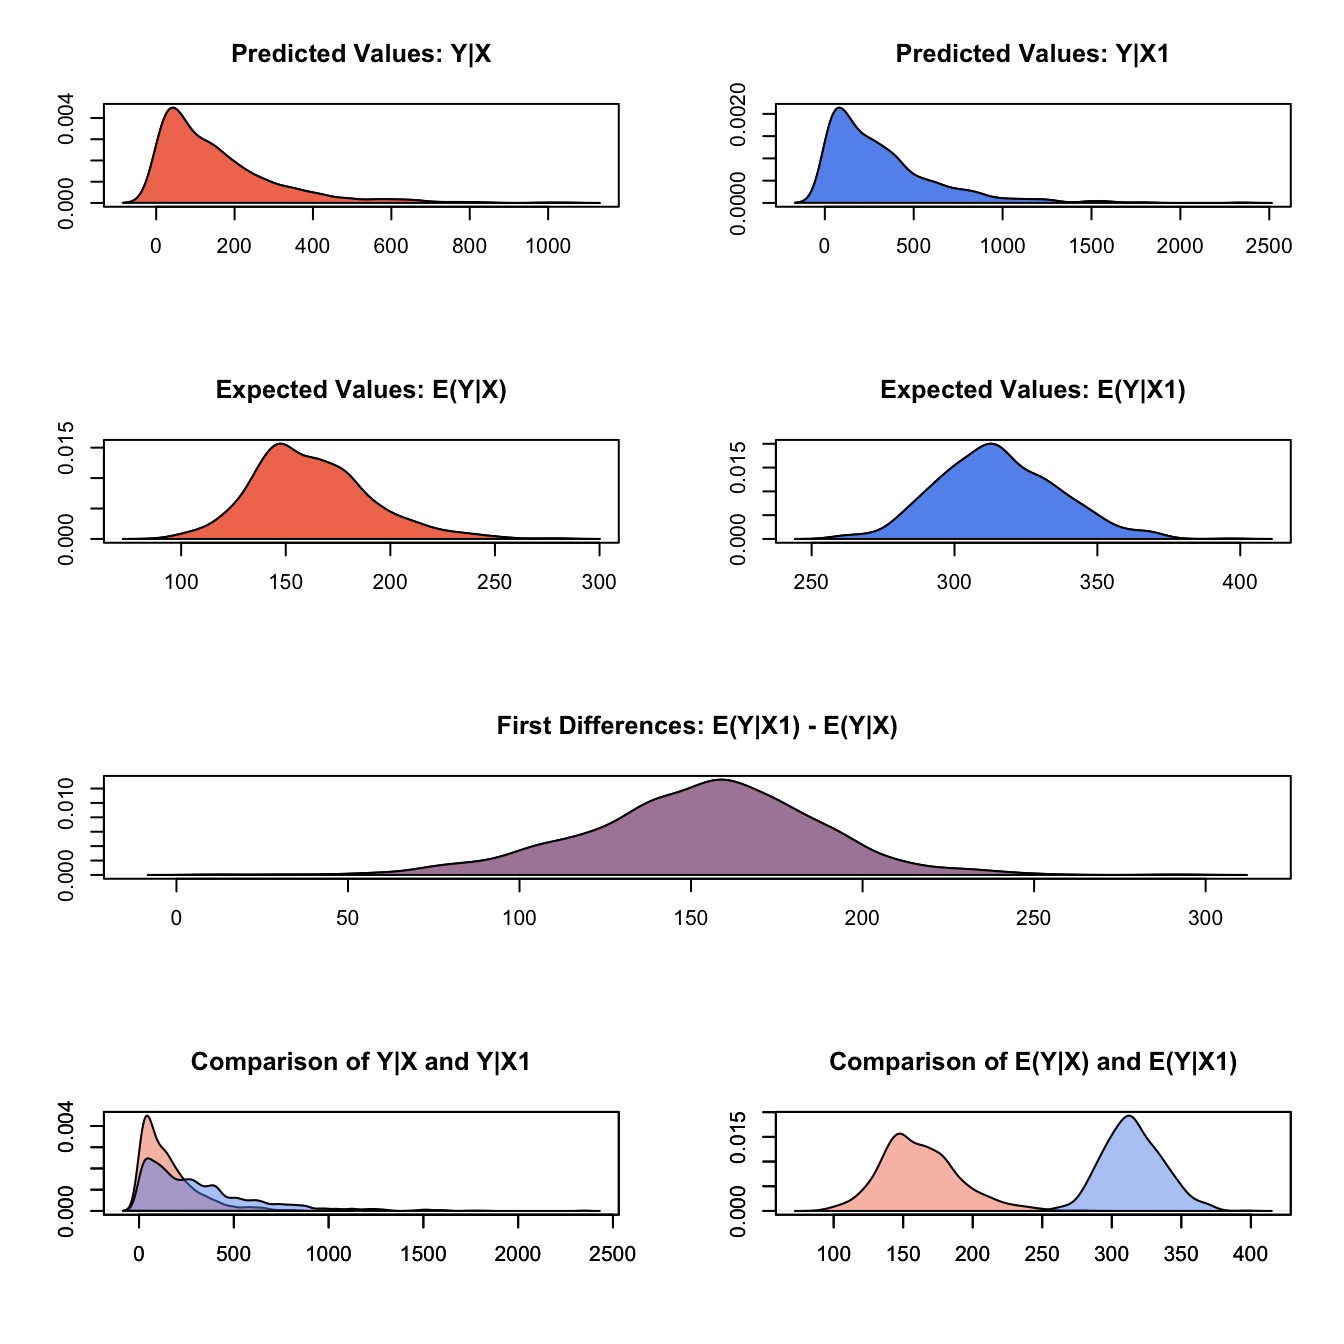 Predicted Values: Y|X
0.004
0.000
0 200 400 600 800 1000
Predicted Values: Y|X1
0.0020
0.0000
0 500 1000 1500 2000 2500
Expected Values: E(Y|X)
0.015
0.000
100 150 200 250 300
Expected Values: E(Y|X1)
0.015
0.000
250 300 350 400
First Differences: E(Y|X1) - E(Y|X)
0.010
0.000
0 50 100 150 200 250 300
Comparison of Y|X and Y|X1
0.004
0.000
0 500 1000 1500 2000 2500
Comparison of E(Y|X) and E(Y|X1)
0.015
0.000
100 150 200 250 300 350 400